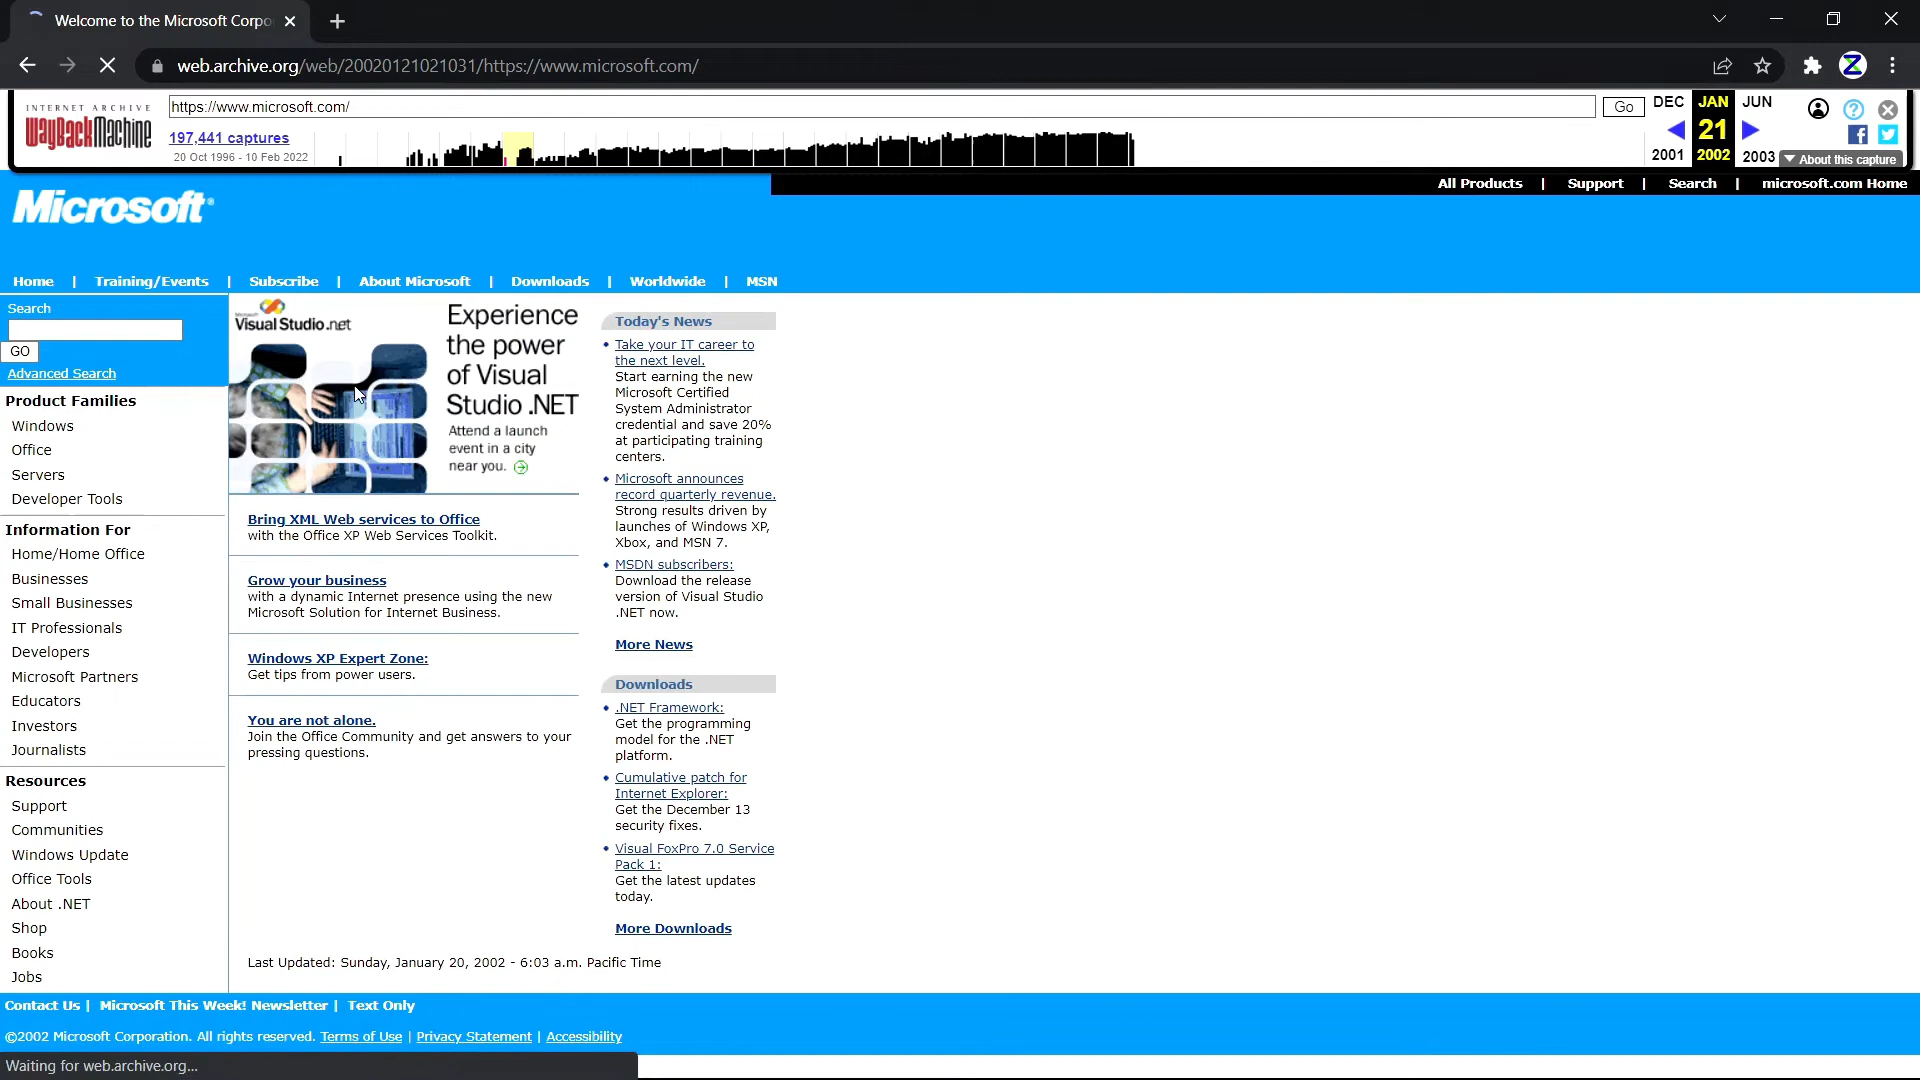 Welcome to the Microsoft Corpo
web.archive.org/web/20020121021031/https://www.microsoft.com/
INTERNET ARCHIVE
WayBackMachine
https://www.microsoft.com/
Go
DEC
JAN
JUN
197,441 captures
21
20 Oct 1996 - 10 Feb 2022
2001
2002
2003
About this capture
All Products | Support | Search | microsoft.com Home
Microsoft®
Home | Training/Events | Subscribe | About Microsoft | Downloads | Worldwide | MSN
Search
GO
Advanced Search
Product Families
Windows
Office
Servers
Developer Tools
Information For
Home/Home Office
Businesses
Small Businesses
IT Professionals
Developers
Microsoft Partners
Educators
Investors
Journalists
Resources
Support
Communities
Windows Update
Office Tools
About .NET
Shop
Books
Jobs
Microsoft
Visual Studio.net
Experience
the power
of Visual
Studio .NET
Attend a launch
event in a city
near you.
Bring XML Web services to Office
with the Office XP Web Services Toolkit.
Grow your business
with a dynamic Internet presence using the new
Microsoft Solution for Internet Business.
Windows XP Expert Zone:
Get tips from power users.
You are not alone.
Join the Office Community and get answers to your
pressing questions.
Today's News
Take your IT career to
the next level.
Start earning the new
Microsoft Certified
System Administrator
credential and save 20%
at participating training
centers.
Microsoft announces
record quarterly revenue.
Strong results driven by
launches of Windows XP,
Xbox, and MSN 7.
MSDN subscribers:
Download the release
version of Visual Studio
.NET now.
More News
Downloads
.NET Framework:
Get the programming
model for the .NET
platform.
Cumulative patch for
Internet Explorer:
Get the December 13
security fixes.
Visual FoxPro 7.0 Service
Pack 1:
Get the latest updates
today.
More Downloads
Last Updated: Sunday, January 20, 2002 - 6:03 a.m. Pacific Time
Contact Us | Microsoft This Week! Newsletter | Text Only
©2002 Microsoft Corporation. All rights reserved. Terms of Use | Privacy Statement | Accessibility
Waiting for web.archive.org...